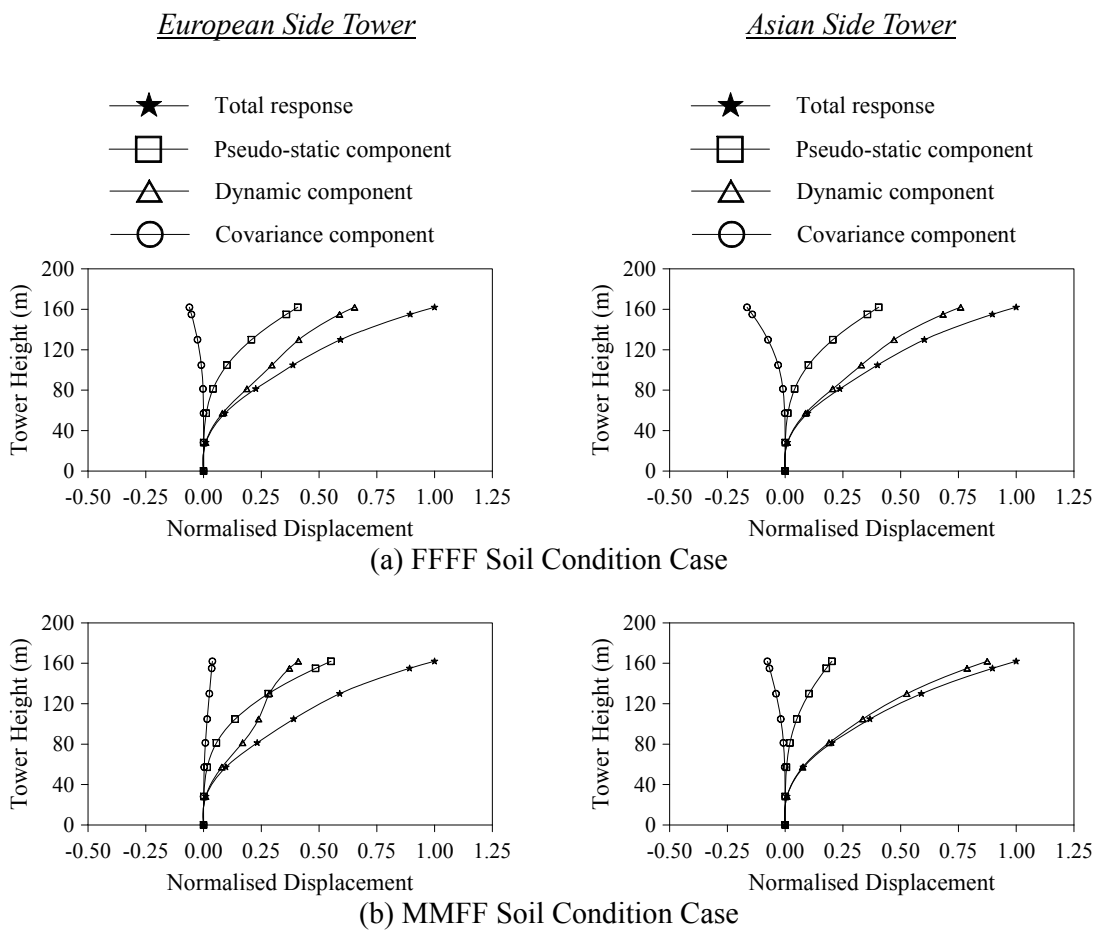 European Side Tower
Asian Side Tower
Total response
Pseudo-static component
Dynamic component
Covariance component
Total response
Pseudo-static component
Dynamic component
Covariance component
Tower Height (m)
200
160
120
80
40
0
-0.50 -0.25 0.00 0.25 0.50 0.75 1.00 1.25
Normalised Displacement
Tower Height (m)
200
160
120
80
40
0
-0.50 -0.25 0.00 0.25 0.50 0.75 1.00 1.25
Normalised Displacement
(a) FFFF Soil Condition Case
Tower Height (m)
200
160
120
80
40
0
-0.50 -0.25 0.00 0.25 0.50 0.75 1.00 1.25
Normalised Displacement
Tower Height (m)
200
160
120
80
40
0
-0.50 -0.25 0.00 0.25 0.50 0.75 1.00 1.25
Normalised Displacement
(b) MMFF Soil Condition Case